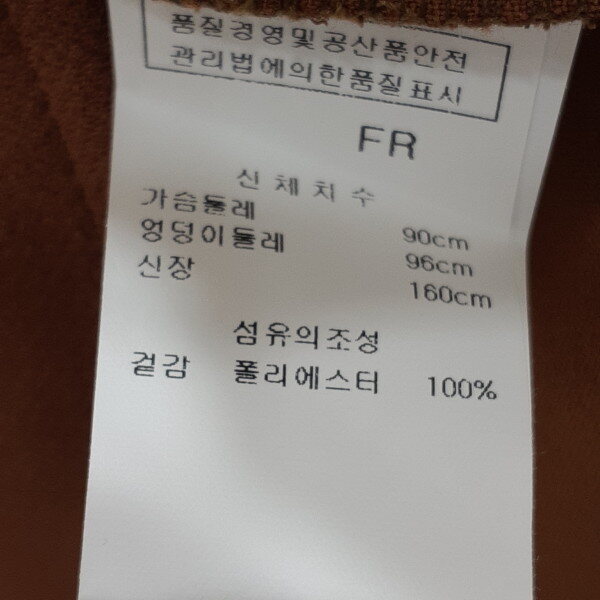 품질경영및공산품안전
관리법에의한품질표시
FR
신체치수
가슴둘레 90cm
엉덩이둘레 96cm
신장 160cm
섬유의조성
겉감 폴리에스터 100%